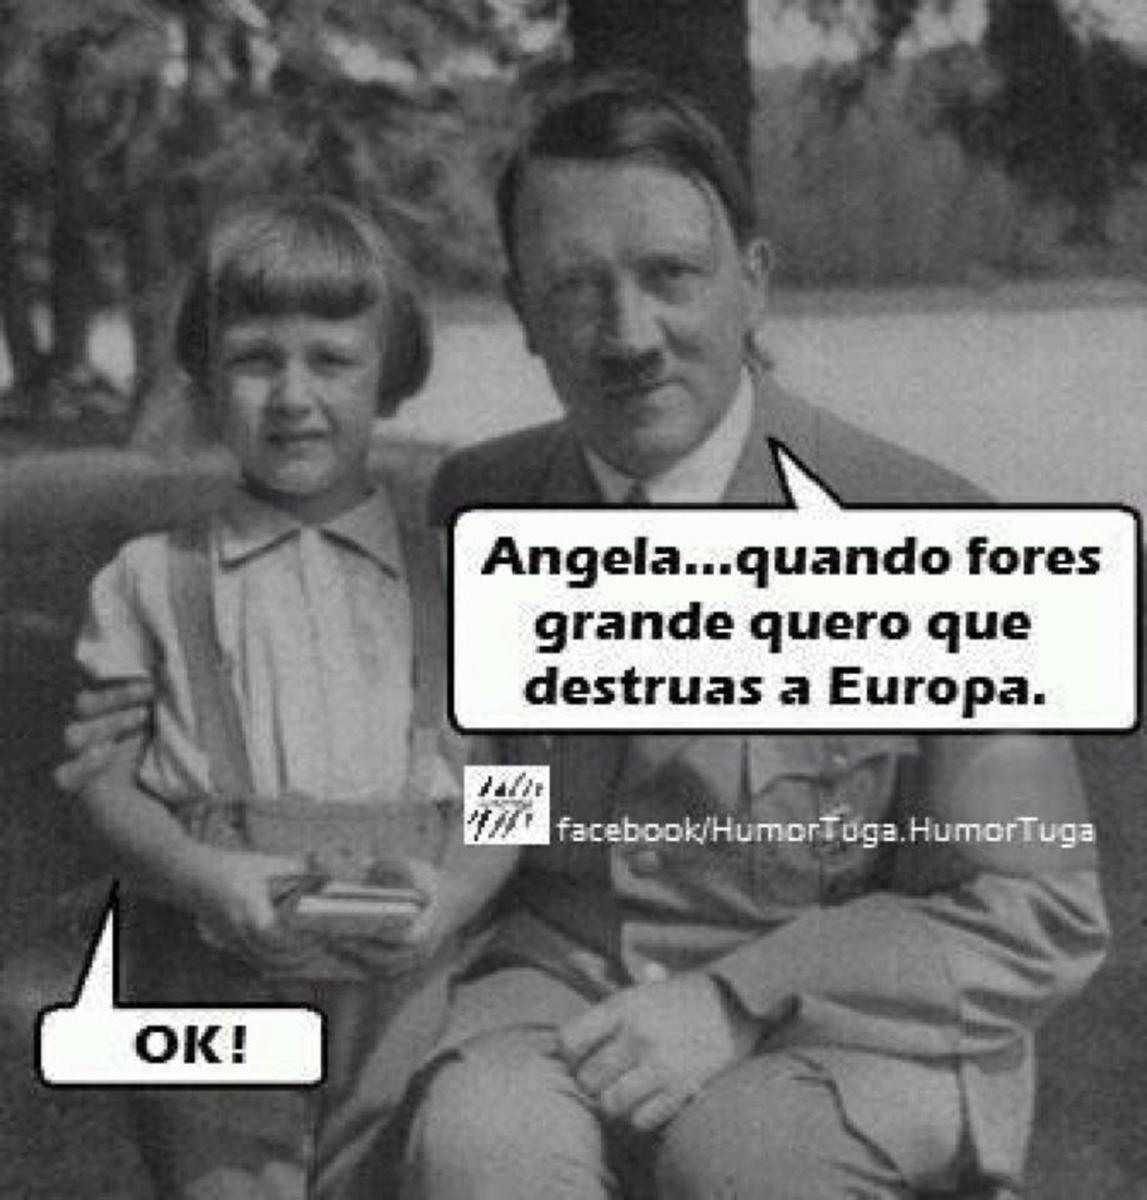 Angela...quando fores
grande quero que
destruas a Europa.
facebook/HumorTuga.HumorTuga
OK!